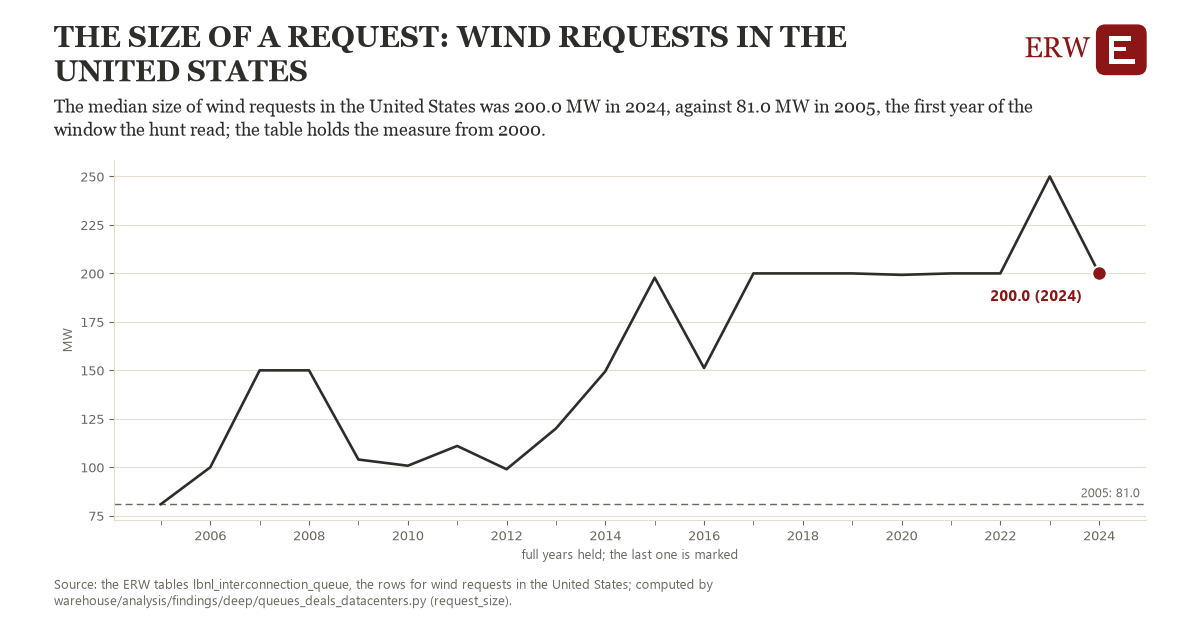 THE SIZE OF A REQUEST: WIND REQUESTS IN THE
UNITED STATES
ERW E
The median size of wind requests in the United States was 200.0 MW in 2024, against 81.0 MW in 2005, the first year of the
window the hunt read; the table holds the measure from 2000.
250
225
200
175
150
125
100
75
MW
200.0 (2024)
2005: 81.0
2006 2008 2010 2012 2014 2016 2018 2020 2022 2024
full years held; the last one is marked
Source: the ERW tables lbnl_interconnection_queue, the rows for wind requests in the United States; computed by
warehouse/analysis/findings/deep/queues_deals_datacenters.py (request_size).